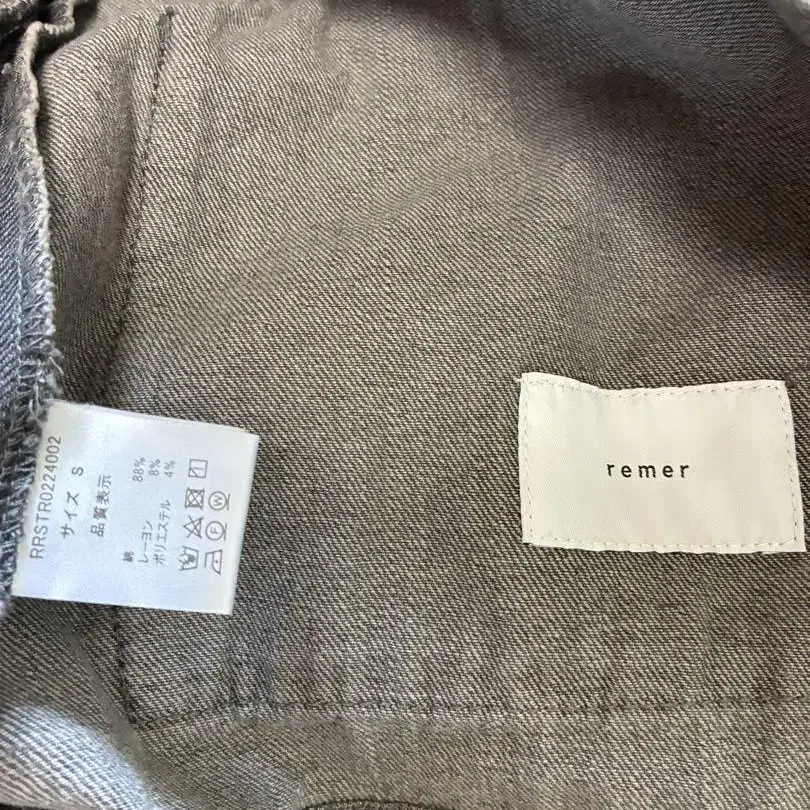 RRSTR0224002
サイズ S
品質表示
綿 88%
レーヨン 8%
ポリエステル 4%
F W
remer